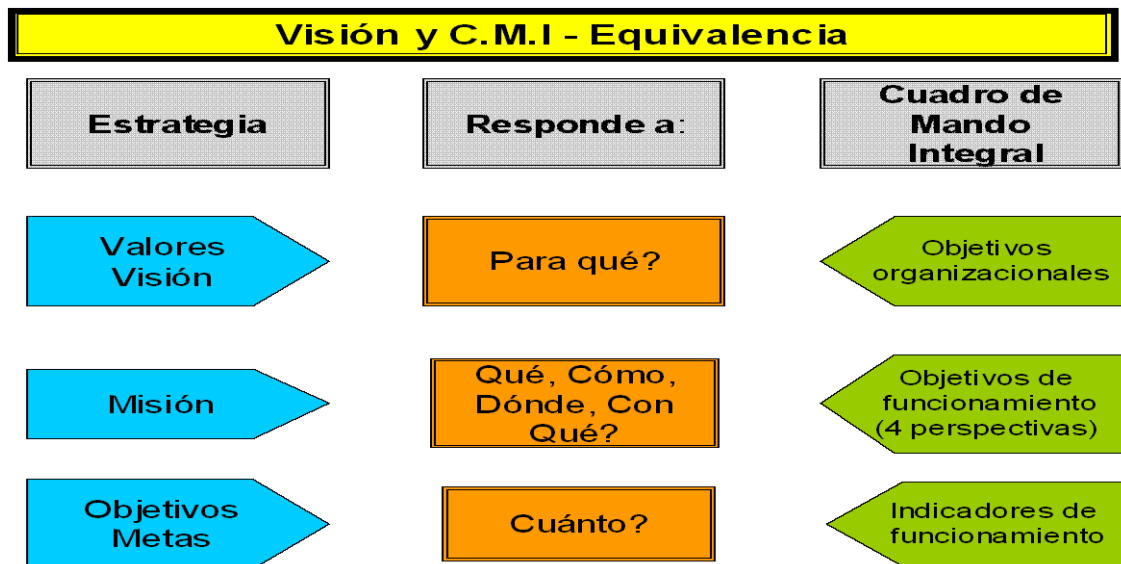 Visión y C.M.I - Equivalencia
Estrategia
Responde a:
Cuadro de
Mando
Integral
Valores
Visión
Para qué?
Objetivos
organizacionales
Misión
Qué, Cómo,
Dónde, Con
Qué?
Objetivos de
funcionamiento
(4 perspectivas)
Objetivos
Metas
Cuánto?
Indicadores de
funcionamiento